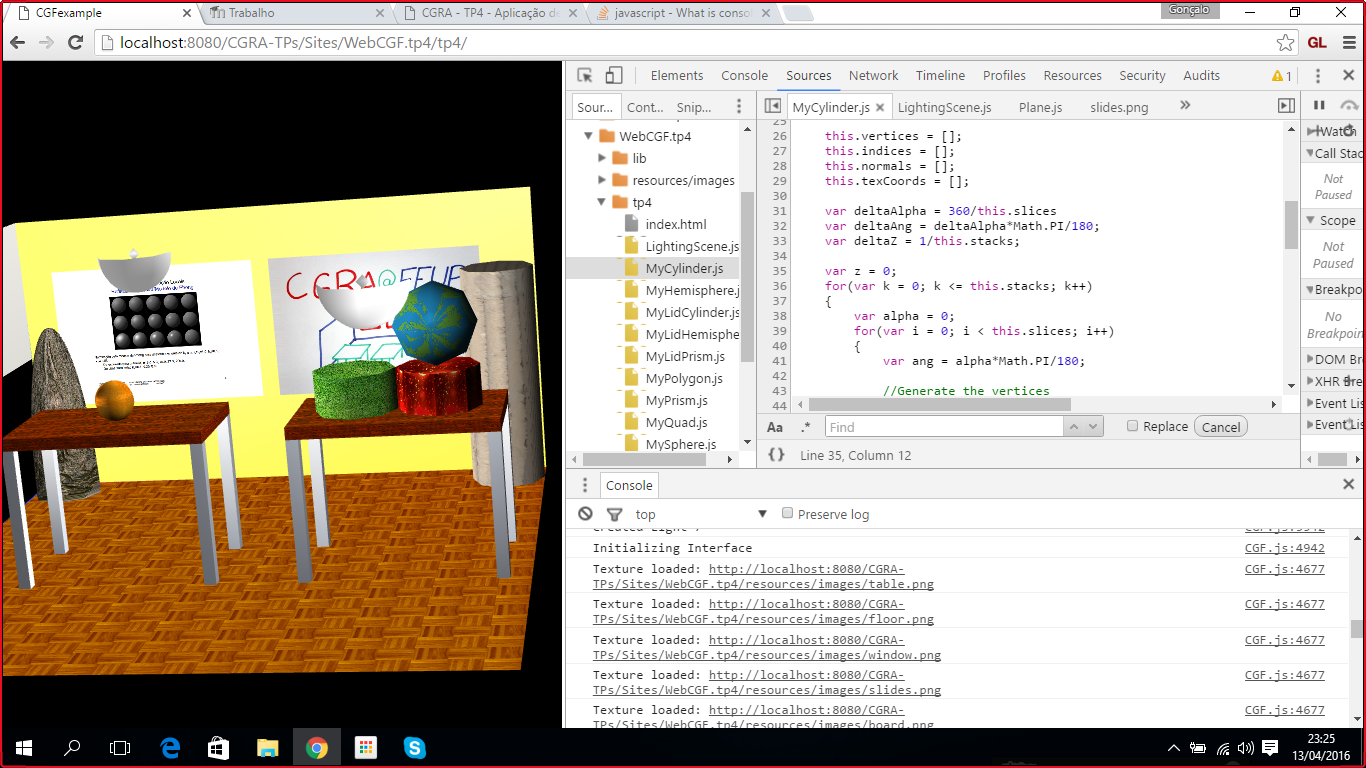 CGFexample
Trabalho
CGRA - TP4 - Aplicação de
javascript - What is conso
Gonçalo
localhost:8080/CGRA-TPs/Sites/WebCGF.tp4/tp4/
GL
Elements Console Sources Network Timeline Profiles Resources Security Audits 1
Sour... Cont... Snip...
MyCylinder.js LightingScene.js Plane.js slides.png
WebCGF.tp4
lib
resources/images
tp4
index.html
LightingScene.js
MyCylinder.js
MyHemisphere.j
MyLidCylinder.js
MyLidHemisphe
MyLidPrism.js
MyPolygon.js
MyPrism.js
MyQuad.js
MySphere.js
25
26 this.vertices = [];
27 this.indices = [];
28 this.normals = [];
29 this.texCoords = [];
30
31 var deltaAlpha = 360/this.slices
32 var deltaAng = deltaAlpha*Math.PI/180;
33 var deltaZ = 1/this.stacks;
34
35 var z = 0;
36 for(var k = 0; k <= this.stacks; k++)
37 {
38 var alpha = 0;
39 for(var i = 0; i < this.slices; i++)
40 {
41 var ang = alpha*Math.PI/180;
42
43 //Generate the vertices
44
Watch
Call Stac
Not
Paused
Scope
Not
Paused
Breakpo
No
Breakpoin
DOM Br
XHR Bre
Event Lis
Event Lis
Aa .* Find Replace Cancel
{} Line 35, Column 12
Console
top Preserve log
Created Light 7 CGF.js:5942
Initializing Interface CGF.js:4942
Texture loaded: http://localhost:8080/CGRA- CGF.js:4677
TPs/Sites/WebCGF.tp4/resources/images/table.png
Texture loaded: http://localhost:8080/CGRA- CGF.js:4677
TPs/Sites/WebCGF.tp4/resources/images/floor.png
Texture loaded: http://localhost:8080/CGRA- CGF.js:4677
TPs/Sites/WebCGF.tp4/resources/images/window.png
Texture loaded: http://localhost:8080/CGRA- CGF.js:4677
TPs/Sites/WebCGF.tp4/resources/images/slides.png
Texture loaded: http://localhost:8080/CGRA- CGF.js:4677
TPs/Sites/WebCGF.tp4/resources/images/board.png
CGRA@FEUP
23:25
13/04/2016